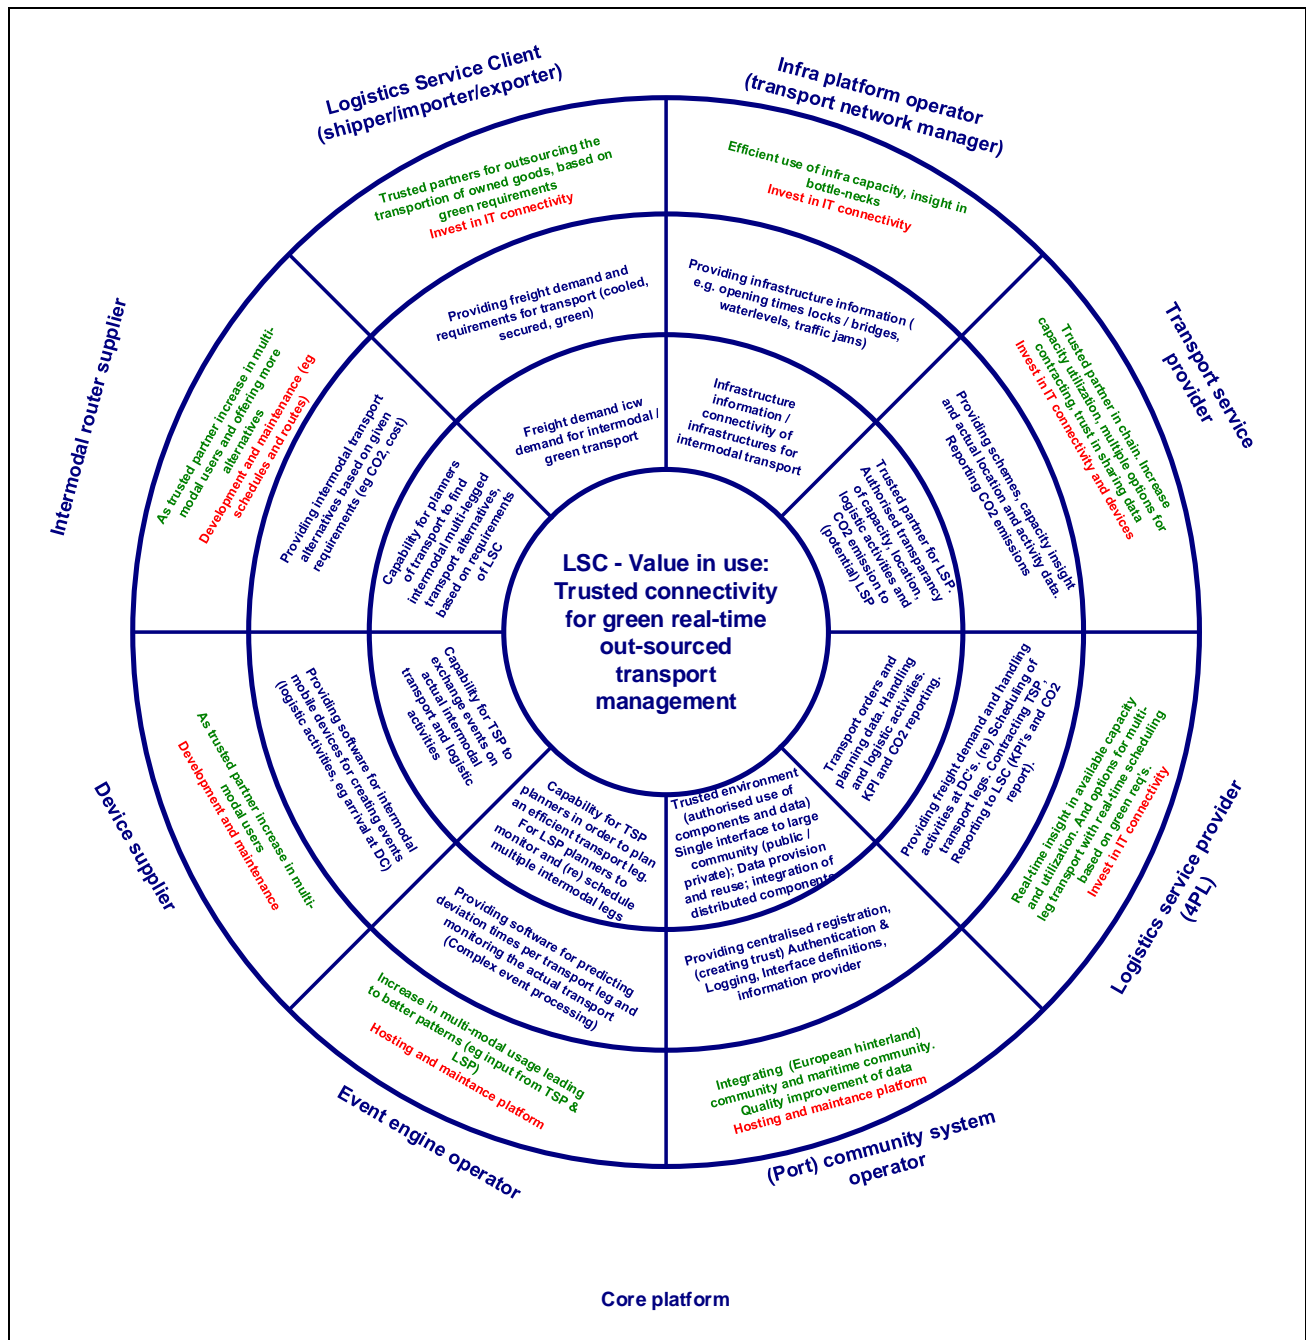 Logistics Service Client
(shipper/importer/exporter)
Infra platform operator
(transport network manager)
Trusted partners for outsourcing the
transportion of owned goods, based on
green requirements
Invest in IT connectivity
Efficient use of infra capacity, insight in
bottle-necks
Invest in IT connectivity
Providing freight demand and
requirements for transport (cooled,
secured, green)
Providing infrastructure information (
e.g. opening times locks / bridges,
waterlevels, traffic jams)
Freight demand icw
demand for intermodal /
green transport
Infrastructure
information /
connectivity of
infrastructures for
intermodal transport
Intermodal router supplier
As trusted partner increase in multi-
modal users and offering more
alternatives
Development and maintenance (eg
schedules and routes)
Providing intermodal transport
alternatives based on given
requirements (eg CO2, cost)
Capability for planners
of transport to find
intermodal multi-legged
transport alternatives,
based on requirements
of LSC
Transport service
provider
Trusted partner in chain. Increase
capacity utilization, multiple options for
contracting, trust in sharing data
Invest in IT connectivity and devices
Providing schemes, capacity insight
and actual location and activity data.
Reporting CO2 emissions
Trusted partner for LSP.
Authorised transparancy
of capacity, location,
logistic activities and
CO2 emission to
(potential) LSP
LSC - Value in use:
Trusted connectivity
for green real-time
out-sourced
transport
management
Device supplier
As trusted partner increase in multi-
modal users
Development and maintenance
Providing software for intermodal
mobile devices for creating events
(logistic activities, eg arrival at DC)
Capability for TSP to
exchange events on
actual intermodal
transport and logistic
activities
Transport orders and
planning data. Handling
and logistic activities.
KPI and CO2 reporting.
Providing freight demand and handling
activities at DC's. (re) Scheduling of
transport legs. Contracting TSP,
Reporting to LSC (KPI's and CO2
report).
Real-time insight in available capacity
and utilization. And options for multi-
leg transport with real-time scheduling
based on green req's.
Invest in IT connectivity
Logistics service provider
(4PL)
Capability for TSP
planners in order to plan
an efficient transport leg.
For LSP planners to
monitor and (re) schedule
multiple intermodal legs
Trusted environment
(authorised use of
components and data)
Single interface to large
community (public /
private); Data provision
and reuse; integration of
distributed components
Providing software for predicting
deviation times per transport leg and
monitoring the actual transport
(Complex event processing)
Providing centralised registration,
(creating trust) Authentication &
Logging, Interface definitions,
information provider
Increase in multi-modal usage leading
to better patterns (eg input from TSP &
LSP)
Hosting and maintance platform
Integrating (European hinterland)
community and maritime community.
Quality improvement of data
Hosting and maintance platform
Event engine operator
(Port) community system
operator
Core platform